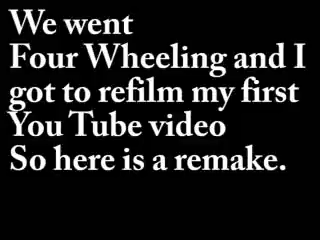 We went
Four Wheeling and I
got to refilm my first
You Tube video
So here is a remake.